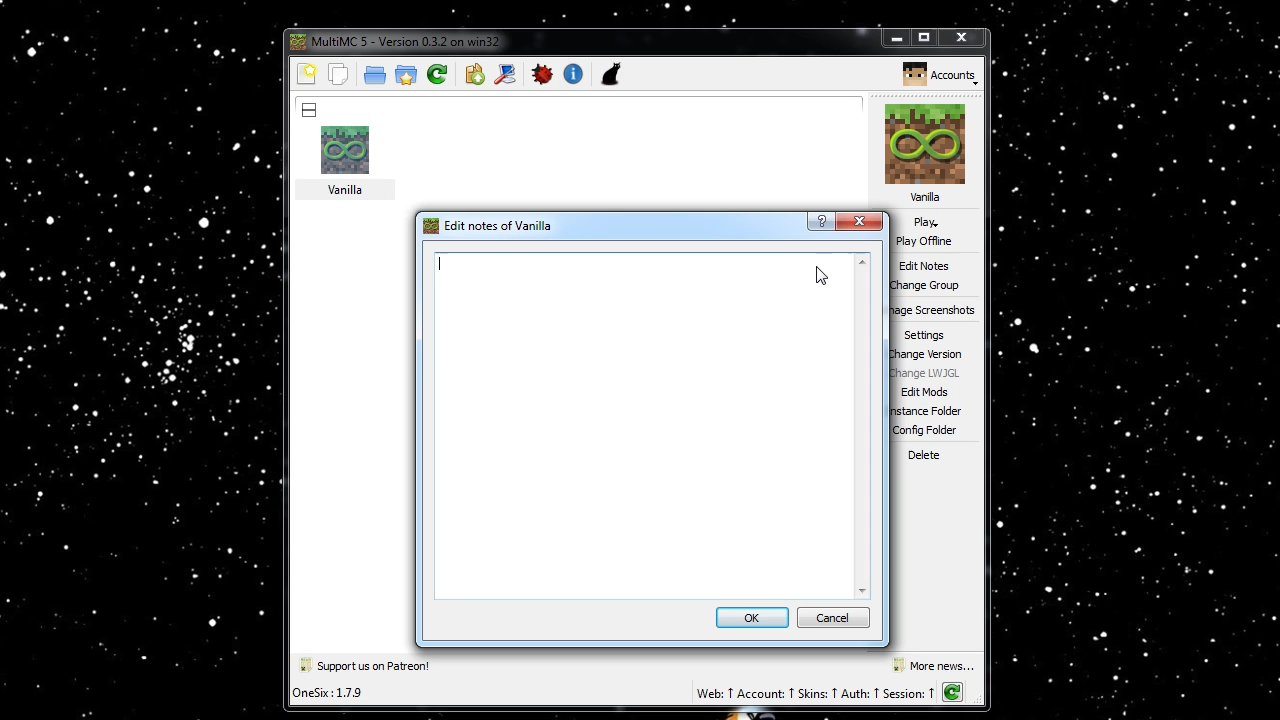 MultiMC 5 - Version 0.3.2 on win32
Accounts
Vanilla
Vanilla
Edit notes of Vanilla
?
Play
Play Offline
Edit Notes
Change Group
nage Screenshots
Settings
Change Version
Change LWJGL
Edit Mods
nstance Folder
Config Folder
Delete
OK
Cancel
Support us on Patreon!
More news...
OneSix : 1.7.9
Web: ↑ Account: ↑ Skins: ↑ Auth: ↑ Session: ↑